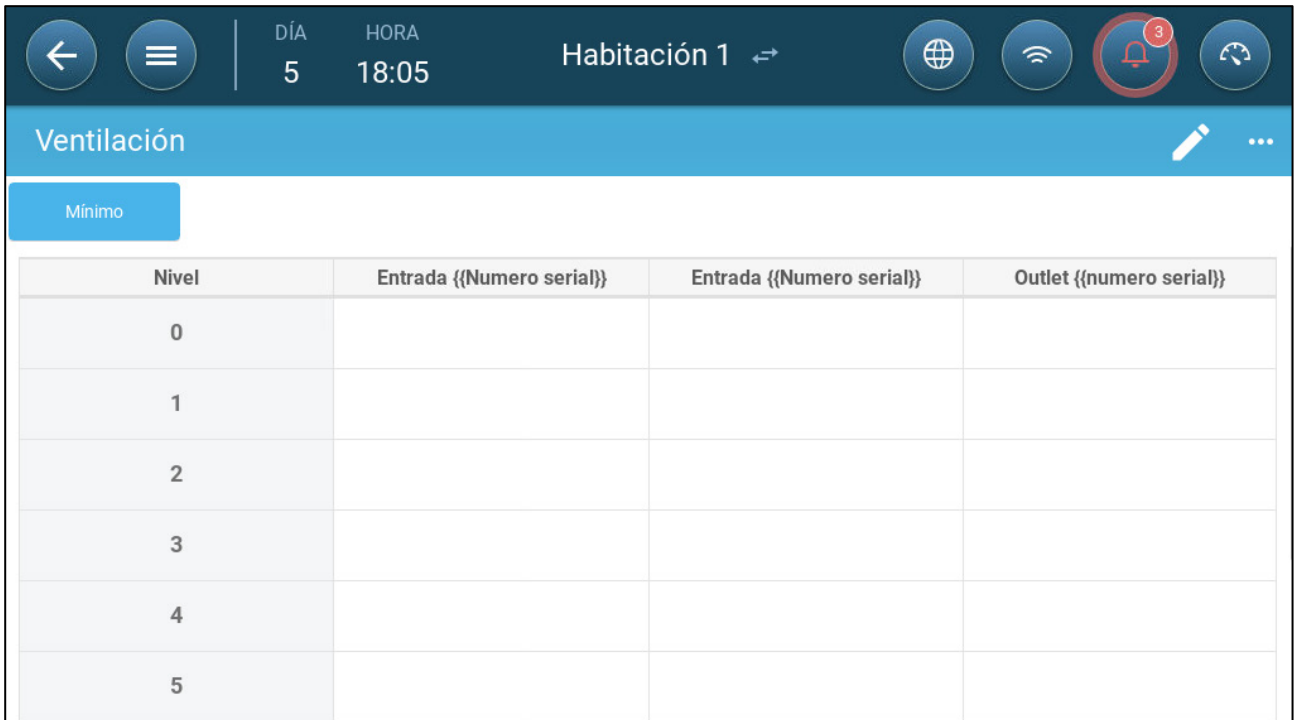 DÍA HORA
5 18:05 Habitación 1 3
Ventilación
Mínimo
Nivel Entrada {{Numero serial}} Entrada {{Numero serial}} Outlet {{numero serial}}
0
1
2
3
4
5